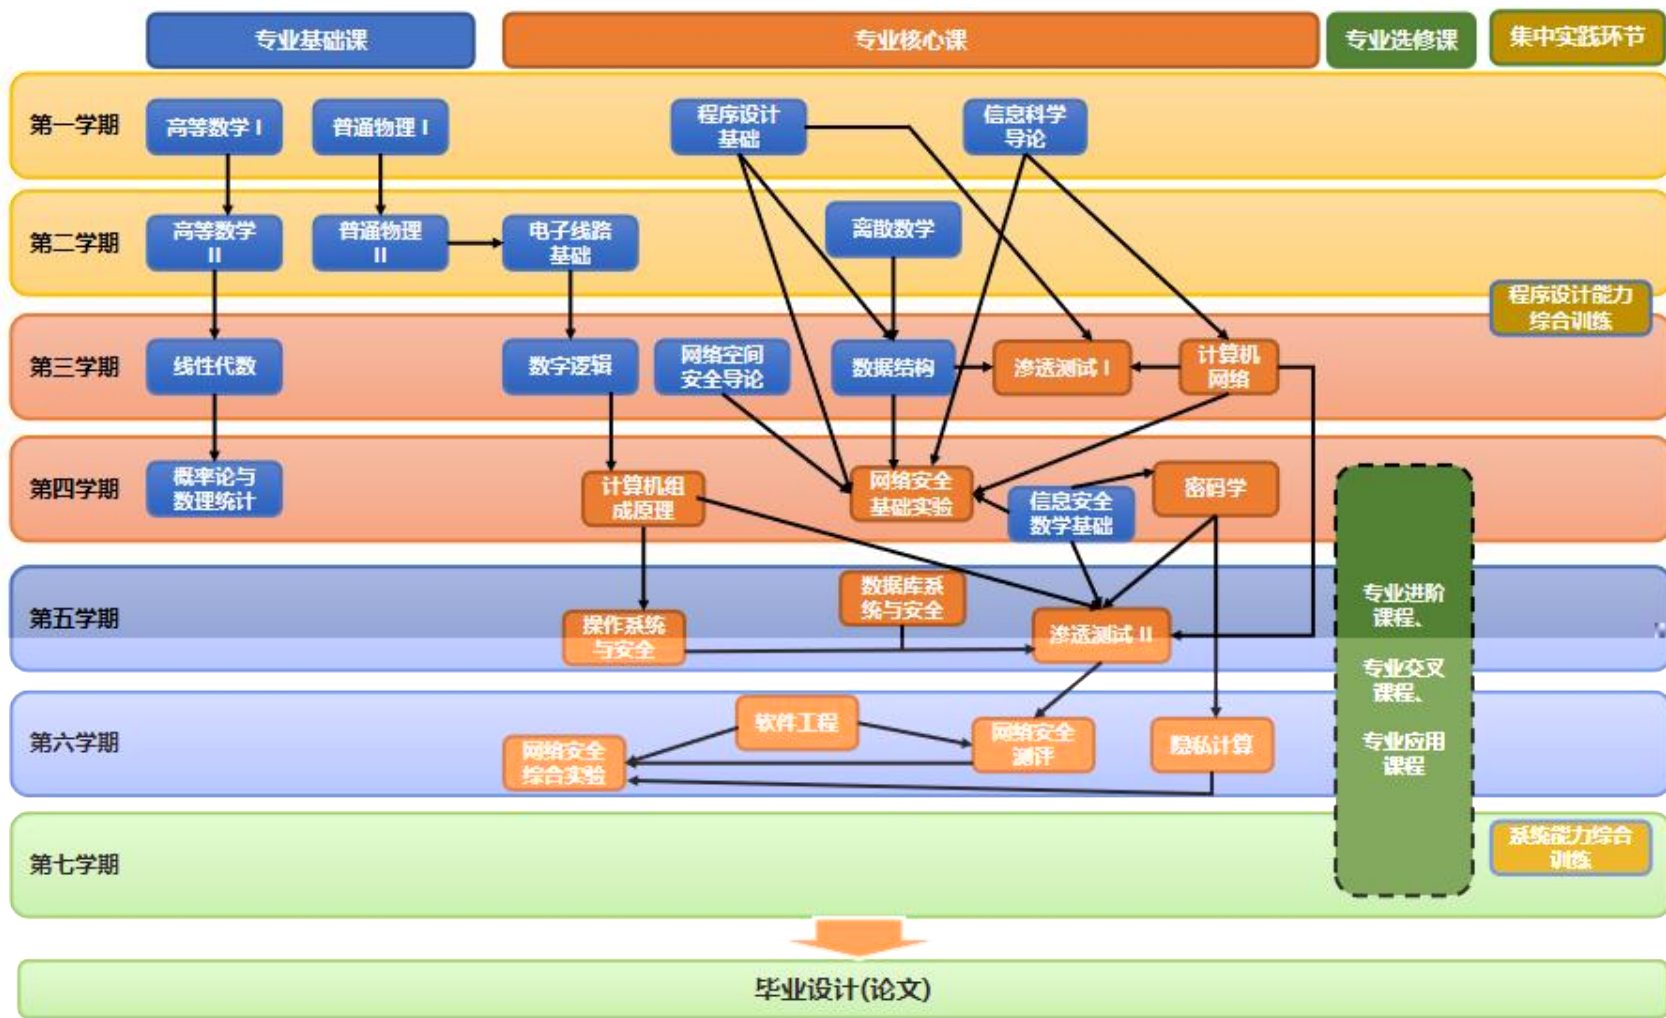 专业基础课
专业核心课
专业选修课
集中实践环节
第一学期
高等数学 I
普通物理 I
程序设计
基础
信息科学
导论
第二学期
高等数学
II
普通物理
II
电子线路
基础
离散数学
程序设计能力
综合训练
第三学期
线性代数
数字逻辑
网络空间
安全导论
数据结构
渗透测试 I
计算机
网络
第四学期
概率论与
数理统计
计算机组
成原理
网络安全
基础实验
信息安全
数学基础
密码学
第五学期
操作系统
与安全
数据库系
统与安全
渗透测试 II
专业进阶
课程、
专业交叉
课程、
专业应用
课程
第六学期
网络安全
综合实验
软件工程
网络安全
测评
隐私计算
第七学期
系统能力综合
训练
毕业设计(论文)